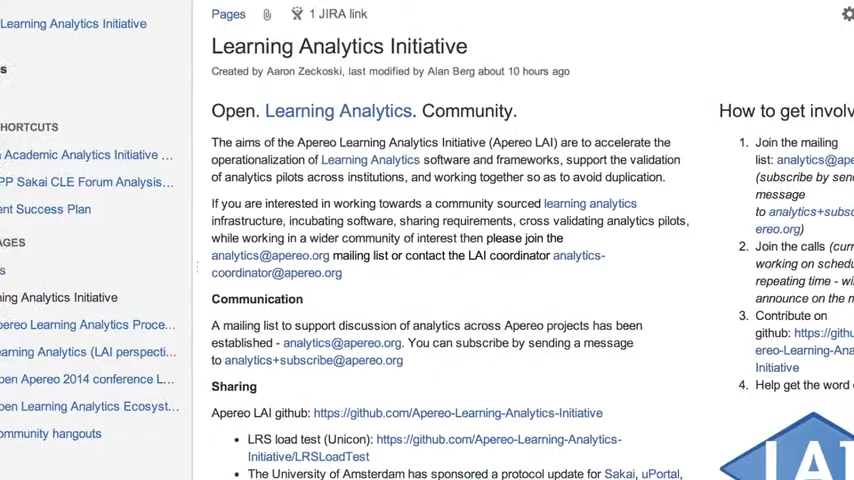 Learning Analytics Initiative
HORTCUTS
Academic Analytics Initiative ...
PP Sakai CLE Forum Analysis...
ent Success Plan
AGES
ning Analytics Initiative
pereo Learning Analytics Proce...
earning Analytics (LAI perspecti...
pen Apereo 2014 conference L...
pen Learning Analytics Ecosyst...
ommunity hangouts
Pages 1 JIRA link
Learning Analytics Initiative
Created by Aaron Zeckoski, last modified by Alan Berg about 10 hours ago
Open. Learning Analytics. Community.
The aims of the Apereo Learning Analytics Initiative (Apereo LAI) are to accelerate the
operationalization of Learning Analytics software and frameworks, support the validation
of analytics pilots across institutions, and working together so as to avoid duplication.
If you are interested in working towards a community sourced learning analytics
infrastructure, incubating software, sharing requirements, cross validating analytics pilots,
while working in a wider community of interest then please join the
analytics@apereo.org mailing list or contact the LAI coordinator analytics-
coordinator@apereo.org
Communication
A mailing list to support discussion of analytics across Apereo projects has been
established - analytics@apereo.org. You can subscribe by sending a message
to analytics+subscribe@apereo.org
Sharing
Apereo LAI github: https://github.com/Apereo-Learning-Analytics-Initiative
• LRS load test (Unicon): https://github.com/Apereo-Learning-Analytics-
Initiative/LRSLoadTest
• The University of Amsterdam has sponsored a protocol update for Sakai, uPortal,
How to get involv
1. Join the mailing
list: analytics@ape
(subscribe by sen
message
to analytics+subsc
ereo.org)
2. Join the calls (curr
working on schedu
repeating time - wi
announce on the m
3. Contribute on
github: https://githu
ereo-Learning-Ana
Initiative
4. Help get the word
LAI